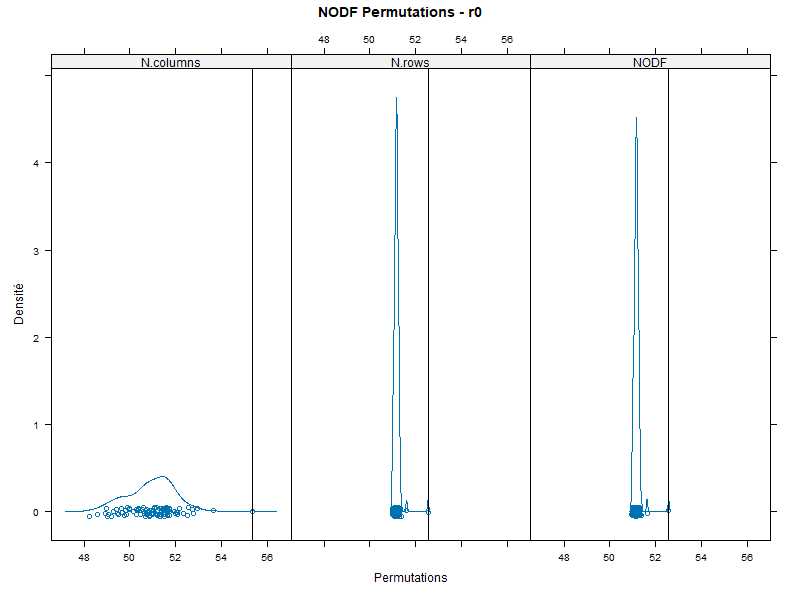 NODF Permutations - r0
48 50 52 54 56
N.columns N.rows NODF
4
3
2
1
0
Densité
48 50 52 54 56 48 50 52 54 56
Permutations